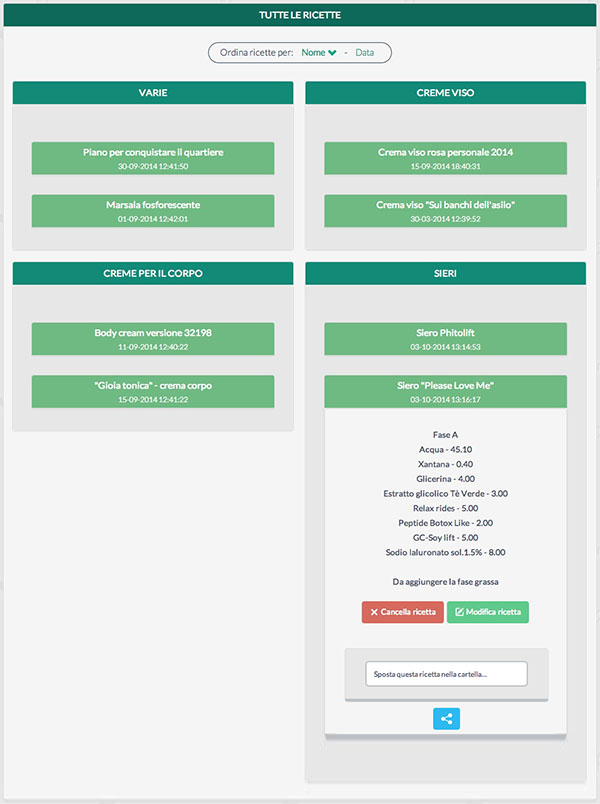 TUTTE LE RICETTE
Ordina ricette per: Nome - Data
VARIE
Piano per conquistare il quartiere
30-09-2014 12:41:50
Marsala fosforescente
01-09-2014 12:42:01
CREME VISO
Crema viso rosa personale 2014
15-09-2014 18:40:31
Crema viso "Sui banchi dell'asilo"
30-03-2014 12:39:52
CREME PER IL CORPO
Body cream versione 32198
11-09-2014 12:40:22
"Gioia tonica" - crema corpo
15-09-2014 12:41:22
SIERI
Siero Phitolift
03-10-2014 13:14:53
Siero "Please Love Me"
03-10-2014 13:16:17
Fase A
Acqua - 45.10
Xantana - 0.40
Glicerina - 4.00
Estratto glicolico Tè Verde - 3.00
Relax rides - 5.00
Peptide Botox Like - 2.00
GC-Soy lift - 5.00
Sodio Ialuronato sol.1.5% - 8.00
Da aggiungere la fase grassa
Cancella ricetta Modifica ricetta
Sposta questa ricetta nella cartella...